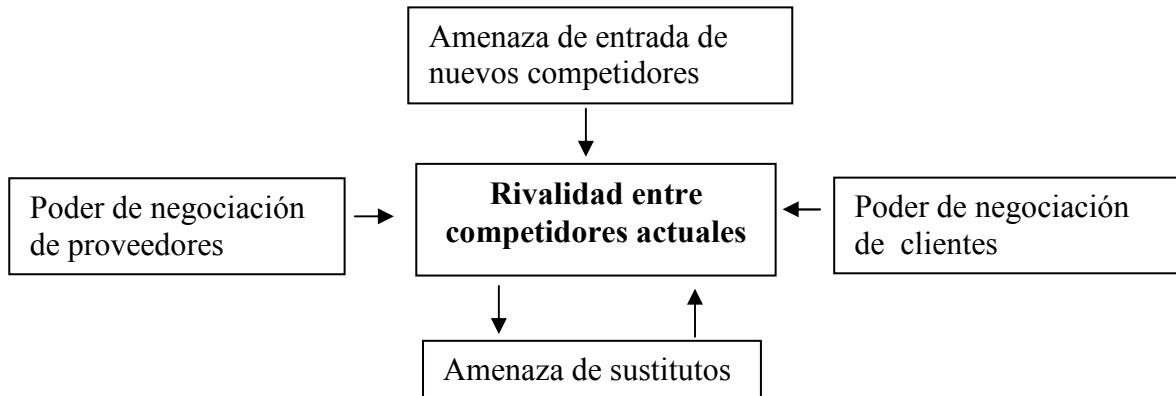 Amenaza de entrada de
nuevos competidores
Poder de negociación
de proveedores
Rivalidad entre
competidores actuales
Poder de negociación
de clientes
Amenaza de sustitutos